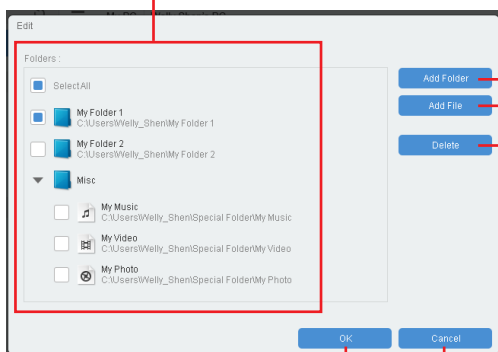 Edit
Folders :
SelectAll
Add Folder
My Folder 1
C:\Users\Welly_Shen\My Folder 1
Add File
My Folder 2
C:\Users\Welly_Shen\My Folder 2
Delete
Misc
My Music
C:\Users\Welly_Shen\Special Folder\My Music
My Video
C:\Users\Welly_Shen\Special Folder\My Video
My Photo
C:\Users\Welly_Shen\Special Folder\My Photo
OK
Cancel